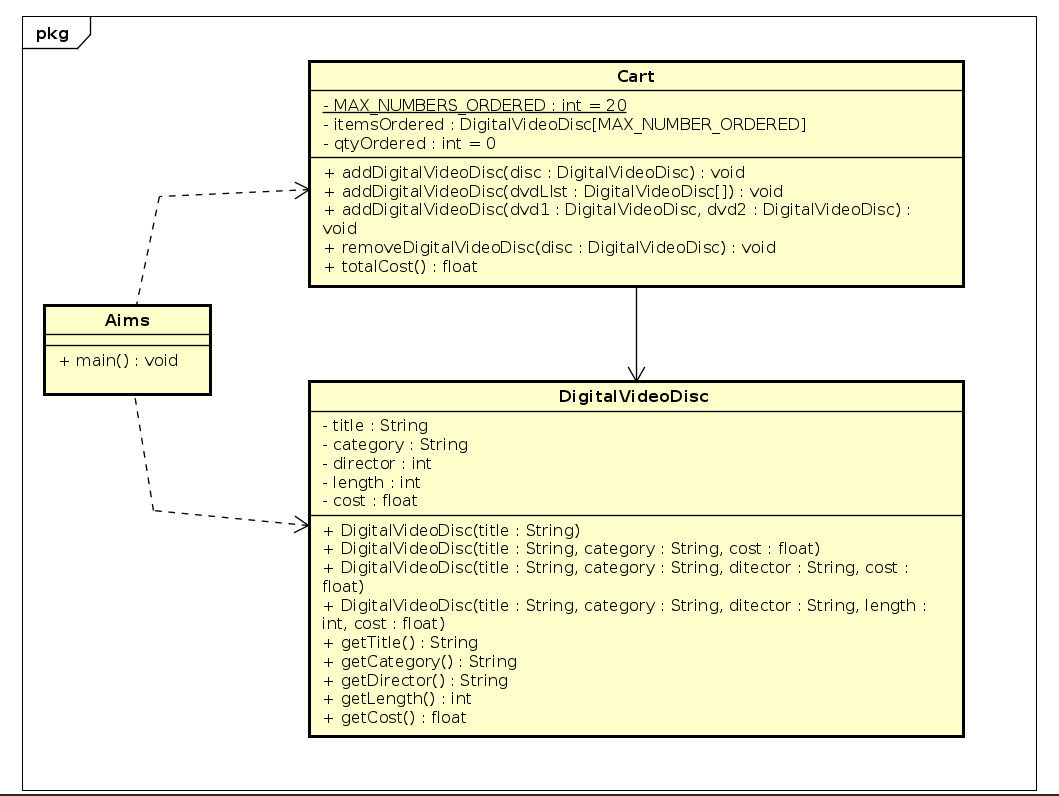 pkg
Cart
- MAX_NUMBERS_ORDERED : int = 20
- itemsOrdered : DigitalVideoDisc[MAX_NUMBER_ORDERED]
- qtyOrdered : int = 0
+ addDigitalVideoDisc(disc : DigitalVideoDisc) : void
+ addDigitalVideoDisc(dvdLIst : DigitalVideoDisc[]) : void
+ addDigitalVideoDisc(dvd1 : DigitalVideoDisc, dvd2 : DigitalVideoDisc) :
void
+ removeDigitalVideoDisc(disc : DigitalVideoDisc) : void
+ totalCost() : float
Aims
+ main() : void
DigitalVideoDisc
- title : String
- category : String
- director : int
- length : int
- cost : float
+ DigitalVideoDisc(title : String)
+ DigitalVideoDisc(title : String, category : String, cost : float)
+ DigitalVideoDisc(title : String, category : String, ditector : String, cost :
float)
+ DigitalVideoDisc(title : String, category : String, ditector : String, length :
int, cost : float)
+ getTitle() : String
+ getCategory() : String
+ getDirector() : String
+ getLength() : int
+ getCost() : float